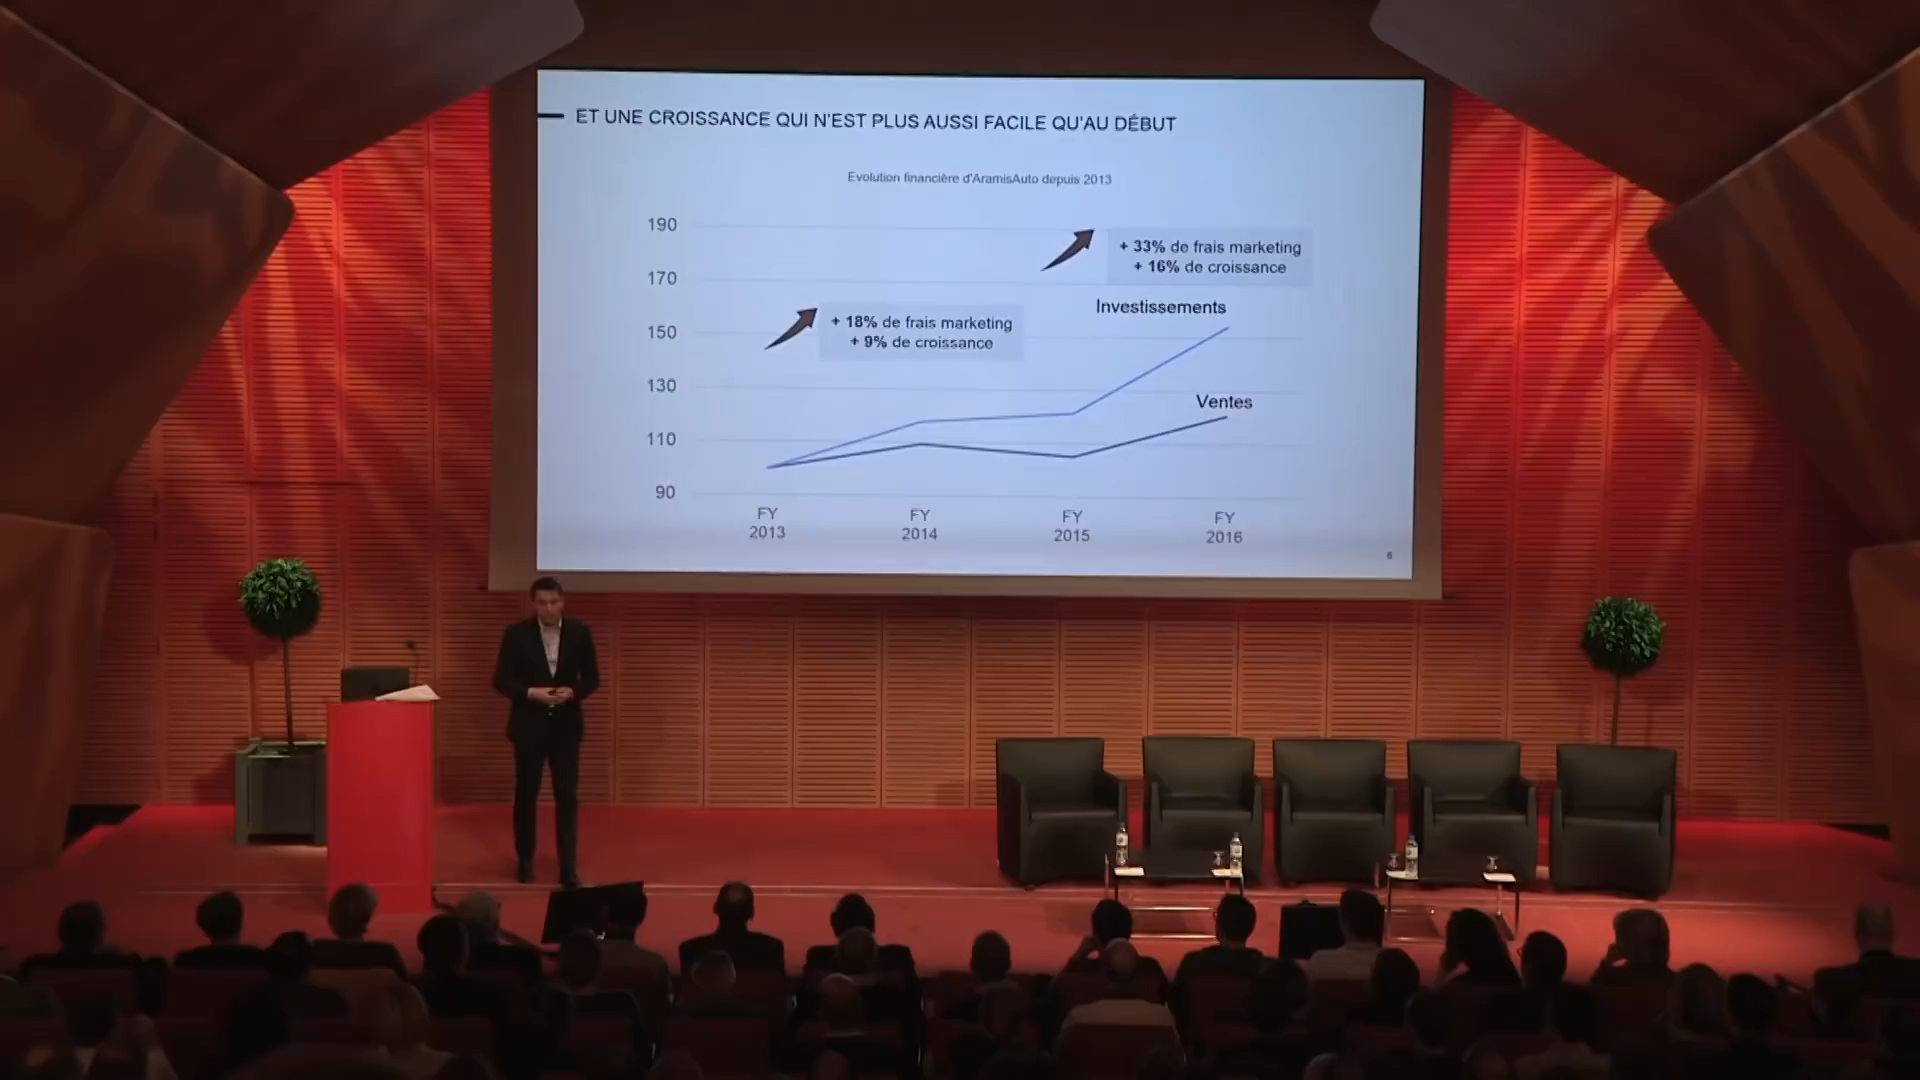 ET UNE CROISSANCE QUI N'EST PLUS AUSSI FACILE QU'AU DÉBUT
Evolution financière d'AramisAuto depuis 2013
190
170
150
130
110
90
+ 33% de frais marketing
+ 16% de croissance
+ 18% de frais marketing
+ 9% de croissance
Investissements
Ventes
FY
2013
FY
2014
FY
2015
FY
2016
6